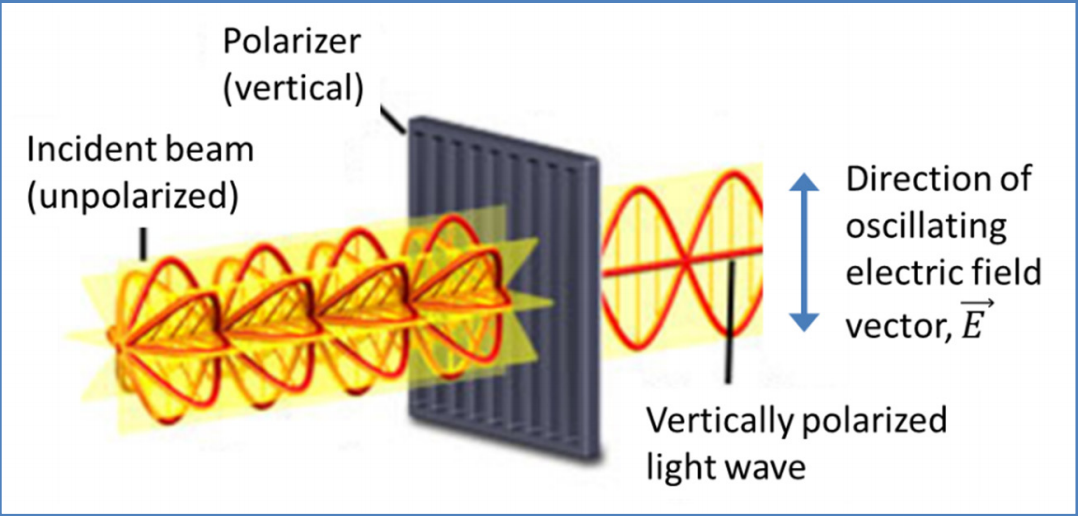 Polarizer
(vertical)
Incident beam
(unpolarized)
Direction of
oscillating
electric field
vector, $\overrightarrow{E}$
Vertically polarized
light wave